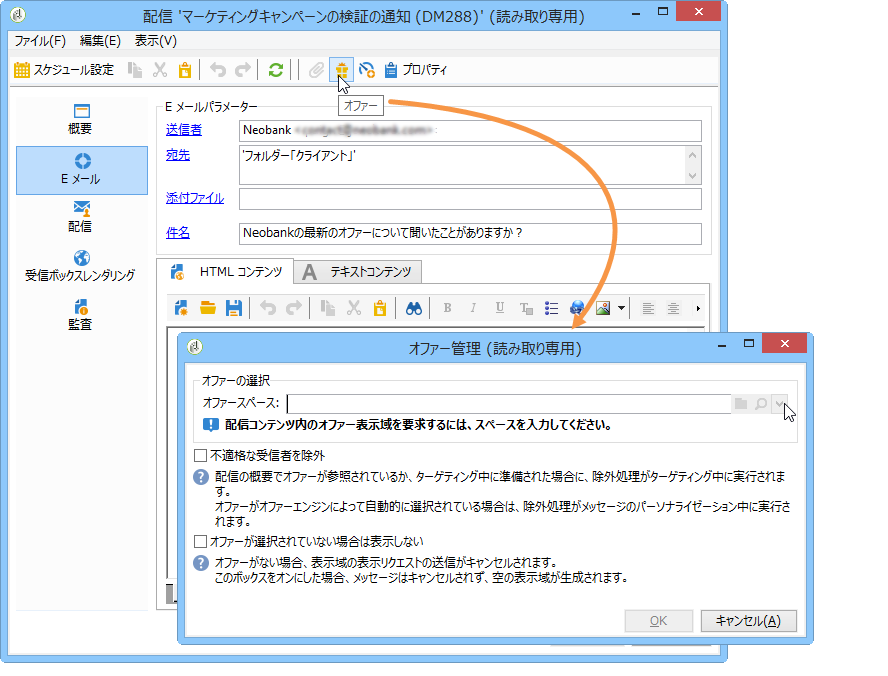 配信 'マーケティングキャンペーンの検証の通知 (DM288)' (読み取り専用)
ファイル(F) 編集(E) 表示(V)
スケジュール設定 プロパティ
オファー
概要
E メール
配信
受信ボックスレンダリング
監査
E メールパラメーター
送信者 Neobank
宛先 'フォルダー「クライアント」'
添付ファイル
件名 Neobankの最新のオファーについて聞いたことがありますか？
HTML コンテンツ テキストコンテンツ
B I U
オファー管理 (読み取り専用)
オファーの選択
オファースペース:
配信コンテンツ内のオファー表示域を要求するには、スペースを入力してください。
不適格な受信者を除外
配信の概要でオファーが参照されているか、ターゲティング中に準備された場合に、除外処理がターゲティング中に実行されま
す。
オファーがオファーエンジンによって自動的に選択されている場合は、除外処理がメッセージのパーソナライゼーション中に実行さ
れます。
オファーが選択されていない場合は表示しない
オファーがない場合、表示域の表示リクエストの送信がキャンセルされます。
このボックスをオンにした場合、メッセージはキャンセルされず、空の表示域が生成されます。
OK キャンセル(A)